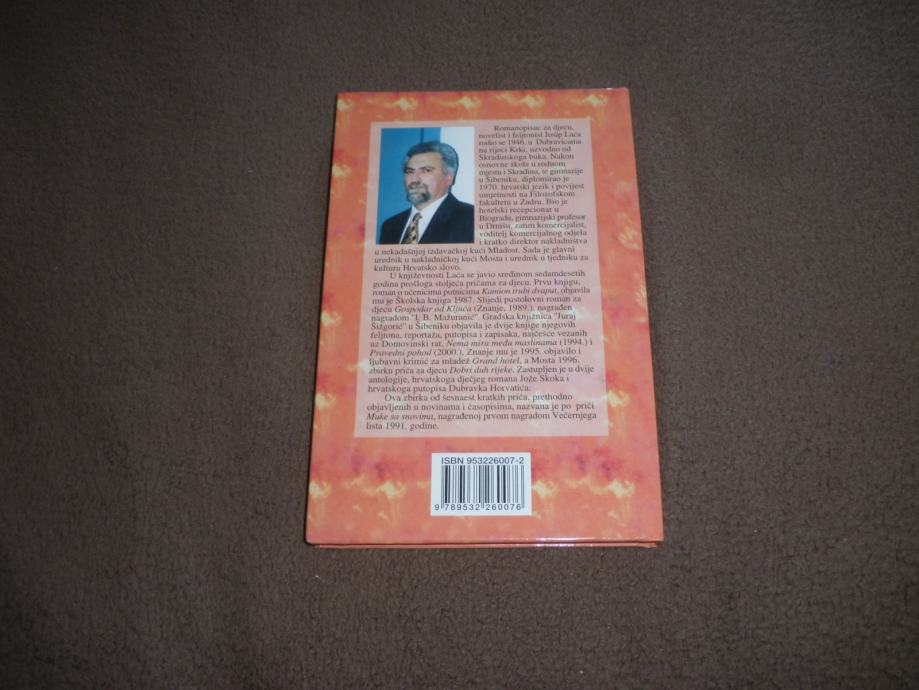 Romanopisac za djecu,
novelist i feljtonist Josip Laća
rodio se 1946. u Dubravicama
na rijeci Krki, uzvodno od
Skradinskoga buka. Nakon
osnovne škole u rodnom
mjestu i Skradinu, te gimnazije
u Šibeniku, diplomirao je
1970. hrvatski jezik i povijest
umjetnosti na Filozofskom
fakultetu u Zadru. Bio je
hotelski recepcionar u
Biogradu, gimnazijski profesor
u Drnišu, zatim komercijalist,
voditelj komercijalnog odjela
i kratko direktor nakladništva
u nekadašnjoj izdavačkoj kući Mladost. Sada je glavni
urednik u nakladničkoj kući Mosta i urednik u tjedniku za
kulturu Hrvatsko slovo.
U književnosti Laća se javio sredinom sedamdesetih
godina prošloga stoljeća pričama za djecu. Prvu knjigu,
roman o učenicima putnicima Kamion trubi dvaput, objavila
mu je Školska knjiga 1987. Slijedi pustolovni roman za
djecu Gospodar od Ključa (Znanje, 1989.), nagrađen
nagradom "I. B. Mažuranić". Gradska knjižnica "Juraj
Šižgorić" u Šibeniku objavila je dvije knjige njegovih
feljtona, reportaža, putopisa i zapisaka, najčešće vezanih
uz Domovinski rat, Nema mira među maslinama (1994.) i
Pravedni pohod (2000.). Znanje mu je 1995. objavilo i
ljubavni krimić za mladež Grand hotel, a Mosta 1996.
zbirku priča za djecu Dobri duh rijeke. Zastupljen je u dvije
antologije, hrvatskoga dječjeg romana Jože Skoka i
hrvatskoga putopisa Dubravka Horvatića.
Ova zbirka od šesnaest kratkih priča, prethodno
objavljenih u novinama i časopisima, nazvana je po priči
Muke sa snovima, nagrađenoj prvom nagradom Večernjega
lista 1991. godine.
ISBN 953226007-2
9 789532 260076